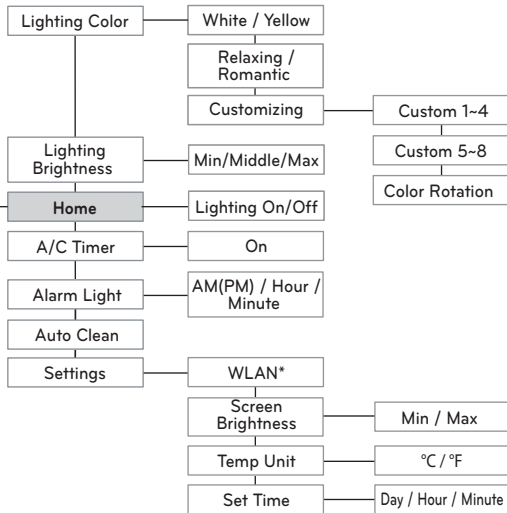 Lighting Color
White / Yellow
Relaxing /
Romantic
Customizing
Custom 1~4
Custom 5~8
Color Rotation
Lighting
Brightness
Min/Middle/Max
Home
Lighting On/Off
A/C Timer
On
Alarm Light
AM(PM) / Hour /
Minute
Auto Clean
Settings
WLAN*
Screen
Brightness
Min / Max
Temp Unit
°C / °F
Set Time
Day / Hour / Minute